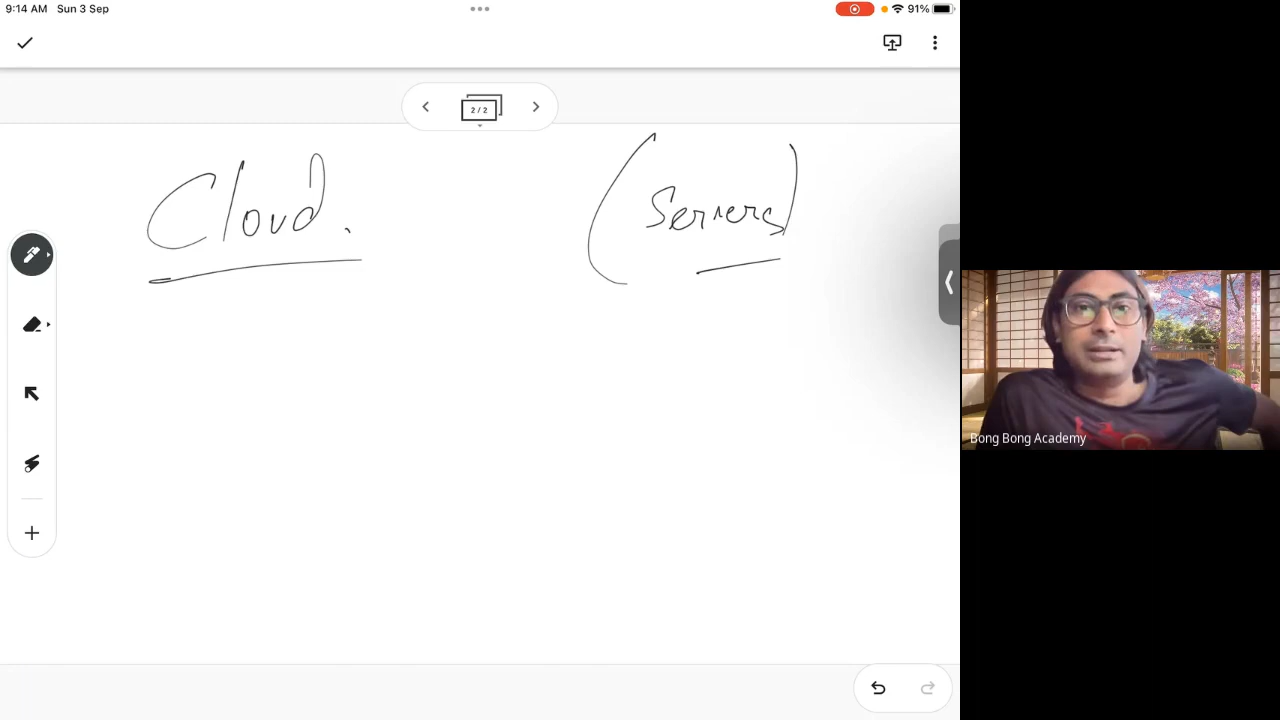 9:14 AM Sun 3 Sep
91%
2 / 2
Cloud.
(Servers)
Bong Bong Academy